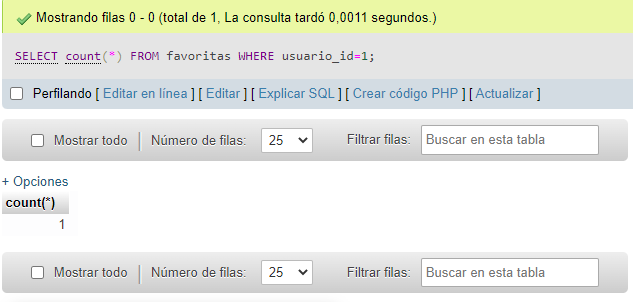 Mostrando filas 0 - 0 (total de 1, La consulta tardó 0,0011 segundos.)
SELECT count(*) FROM favoritas WHERE usuario_id=1;
Perfilando [ Editar en línea ] [ Editar ] [ Explicar SQL ] [ Crear código PHP ] [ Actualizar ]
Mostrar todo | Número de filas: 25 Filtrar filas: Buscar en esta tabla
+ Opciones
count(*)
1
Mostrar todo | Número de filas: 25 Filtrar filas: Buscar en esta tabla